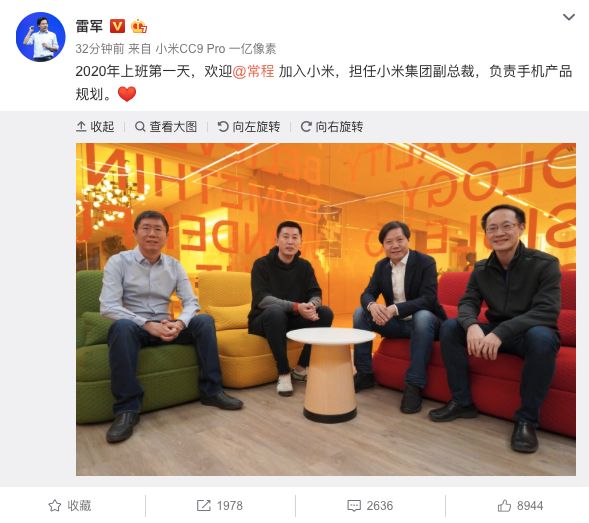 雷军
32分钟前 来自 小米CC9 Pro 一亿像素
2020年上班第一天，欢迎@常程 加入小米，担任小米集团副总裁，负责手机产品
规划。❤️
收起 查看大图 向左旋转 向右旋转
收藏 1978 2636 8944